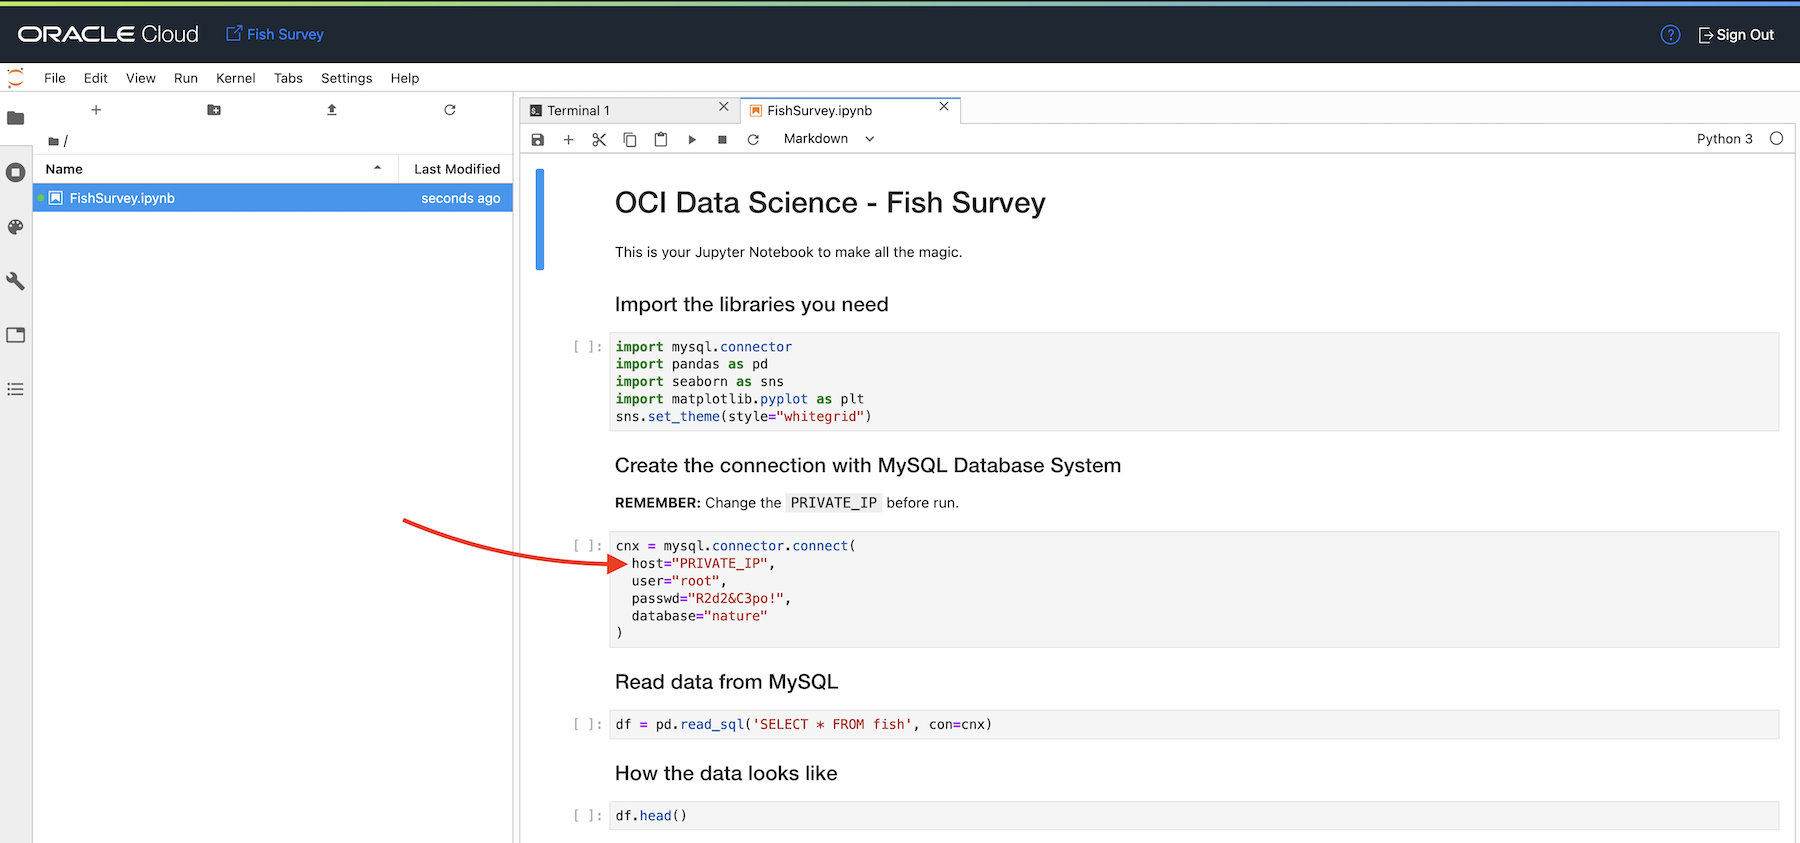 ORACLE Cloud Fish Survey Sign Out
File Edit View Run Kernel Tabs Settings Help
Terminal 1 FishSurvey.ipynb
/
Markdown Python 3
Name Last Modified
FishSurvey.ipynb seconds ago
OCI Data Science - Fish Survey
This is your Jupyter Notebook to make all the magic.
Import the libraries you need
[ ]: import mysql.connector
import pandas as pd
import seaborn as sns
import matplotlib.pyplot as plt
sns.set_theme(style="whitegrid")
Create the connection with MySQL Database System
REMEMBER: Change the PRIVATE_IP before run.
[ ]: cnx = mysql.connector.connect(
host="PRIVATE_IP",
user="root",
passwd="R2d2&C3po!",
database="nature"
)
Read data from MySQL
[ ]: df = pd.read_sql('SELECT * FROM fish', con=cnx)
How the data looks like
[ ]: df.head()